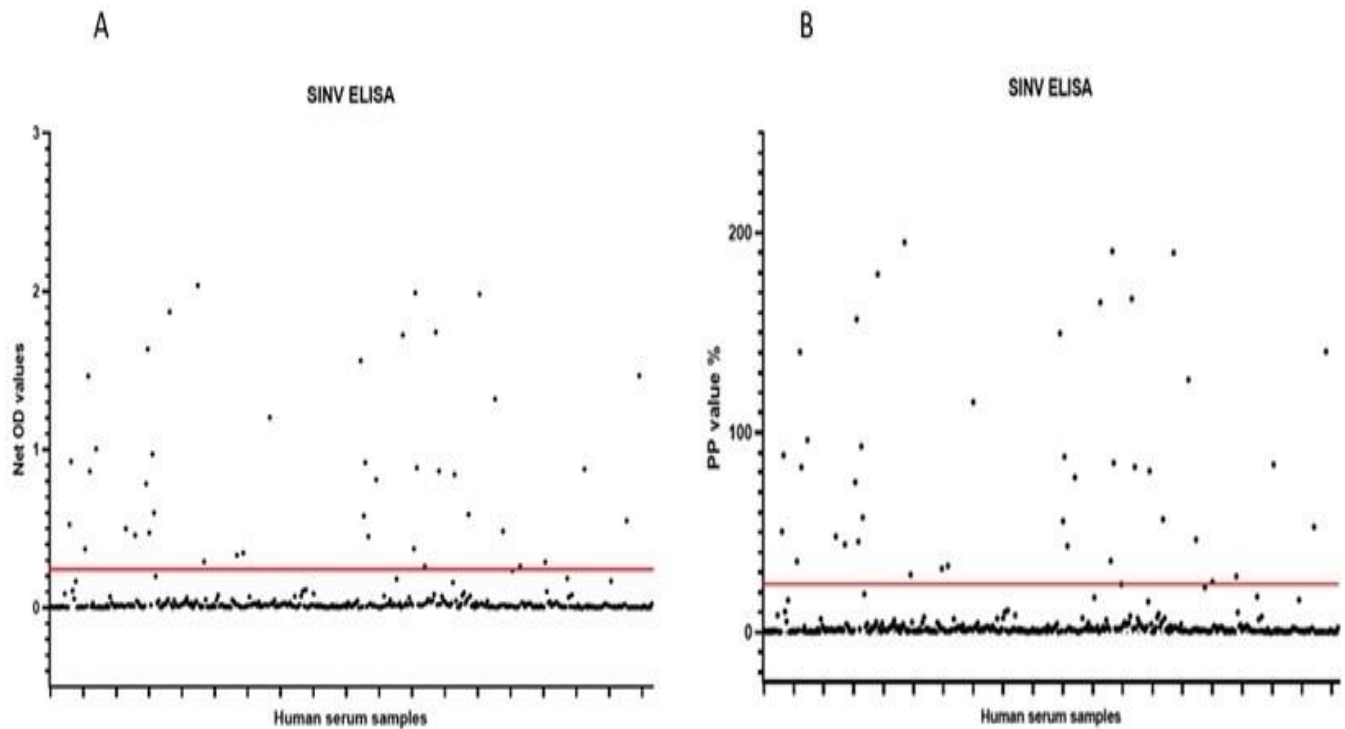 A
SINV ELISA
3
2
1
0
Net OD values
Human serum samples
B
SINV ELISA
200
100
0
PP value %
Human serum samples